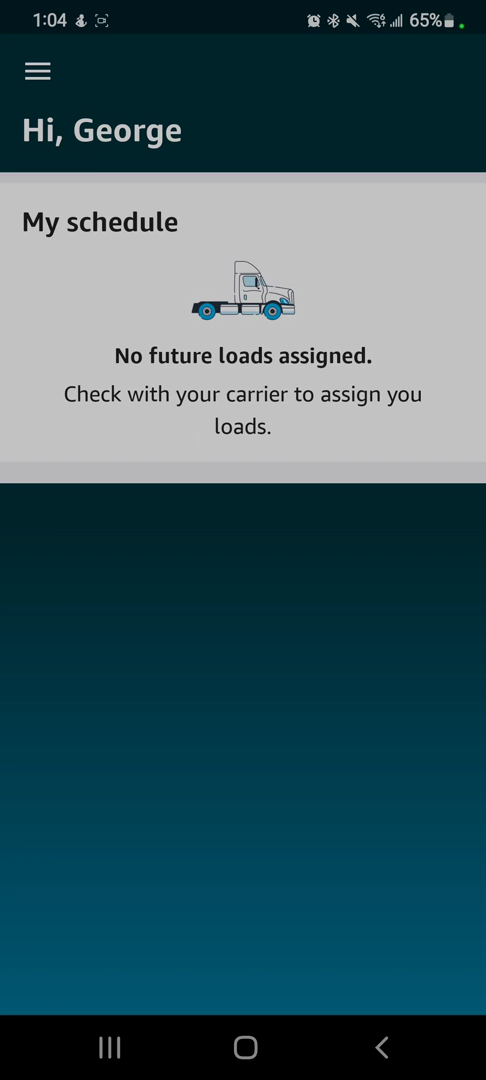 1:04
65%
Hi, George
My schedule
No future loads assigned.
Check with your carrier to assign you
loads.